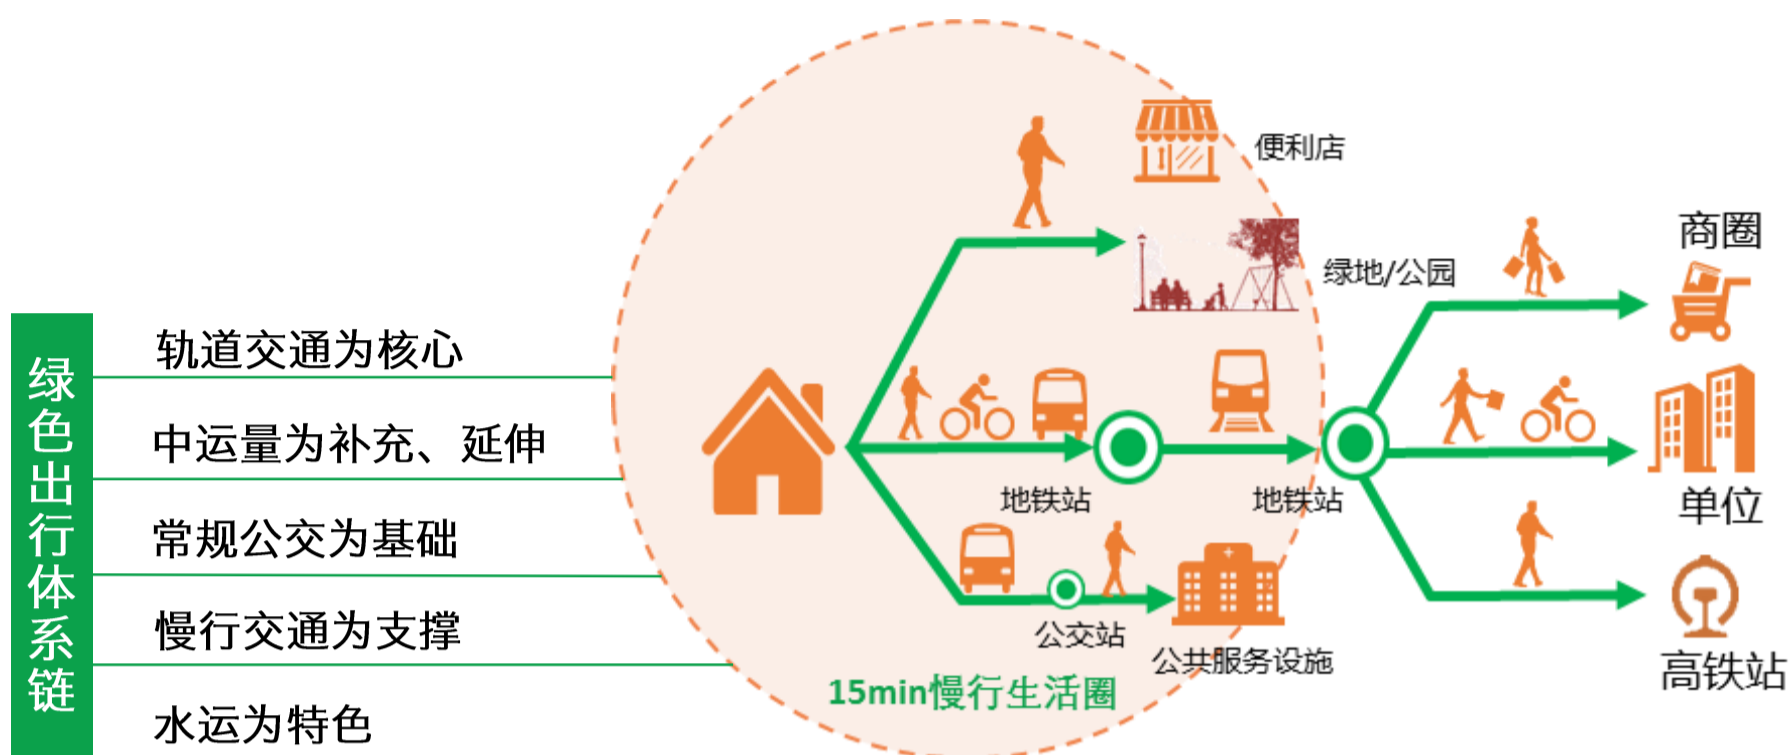 绿色出行体系链
轨道交通为核心
中运量为补充、延伸
常规公交为基础
慢行交通为支撑
水运为特色
便利店
绿地/公园
地铁站
地铁站
公交站
公共服务设施
15min慢行生活圈
商圈
单位
高铁站